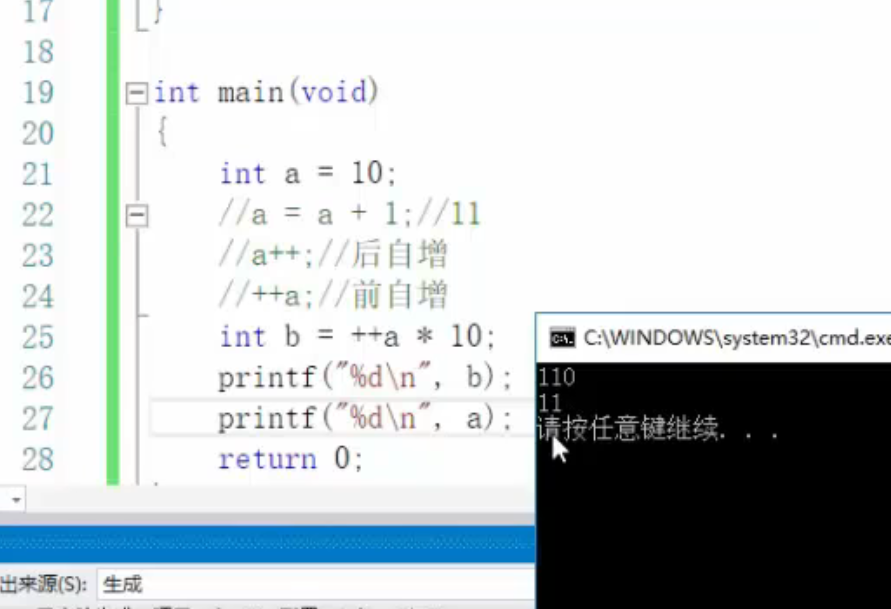 17 }
18
19 int main(void)
20 {
21 int a = 10;
22 //a = a + 1;//11
23 //a++;//后自增
24 //++a;//前自增
25 int b = ++a * 10;
26 printf("%d\n", b);
27 printf("%d\n", a);
28 return 0;
C:\WINDOWS\system32\cmd.exe
110
11
请按任意键继续. . .
出来源(S): 生成